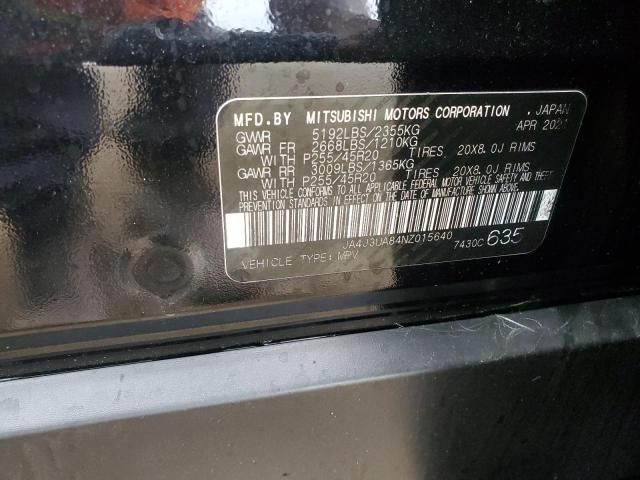 MFD.BY MITSUBISHI MOTORS CORPORATION , JAPAN
GVWR 5192LBS/2355KG APR 2021
GAWR FR 2668LBS/1210KG
WITH P255/45R20 TIRES 20X8.0J RIMS
GAWR RR 3009LBS/1365KG
WITH P255/45R20 TIRES 20X8.0J RIMS
THIS VEHICLE CONFORMS TO ALL APPLICABLE FEDERAL MOTOR VEHICLE SAFETY AND THEFT
PREVENTION STANDARDS IN EFFECT ON THE DATE OF MANUFACTURE SHOWN ABOVE.
JA4J3UA84NZ015640
7430C 635
VEHICLE TYPE: MPV